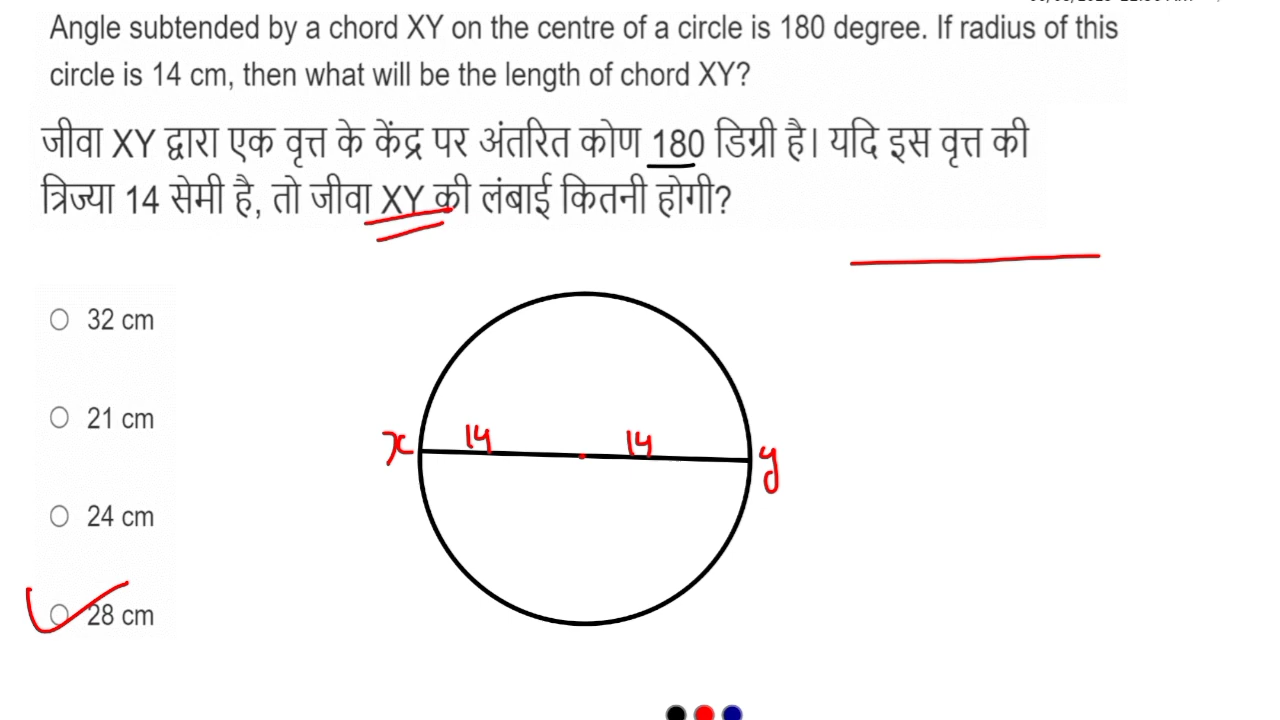 Angle subtended by a chord XY on the centre of a circle is 180 degree. If radius of this
circle is 14 cm, then what will be the length of chord XY?
जीवा XY द्वारा एक वृत्त के केंद्र पर अंतरित कोण 180 डिग्री है। यदि इस वृत्त की
त्रिज्या 14 सेमी है, तो जीवा XY की लंबाई कितनी होगी?
32 cm
21 cm
24 cm
28 cm
x 14 14 y